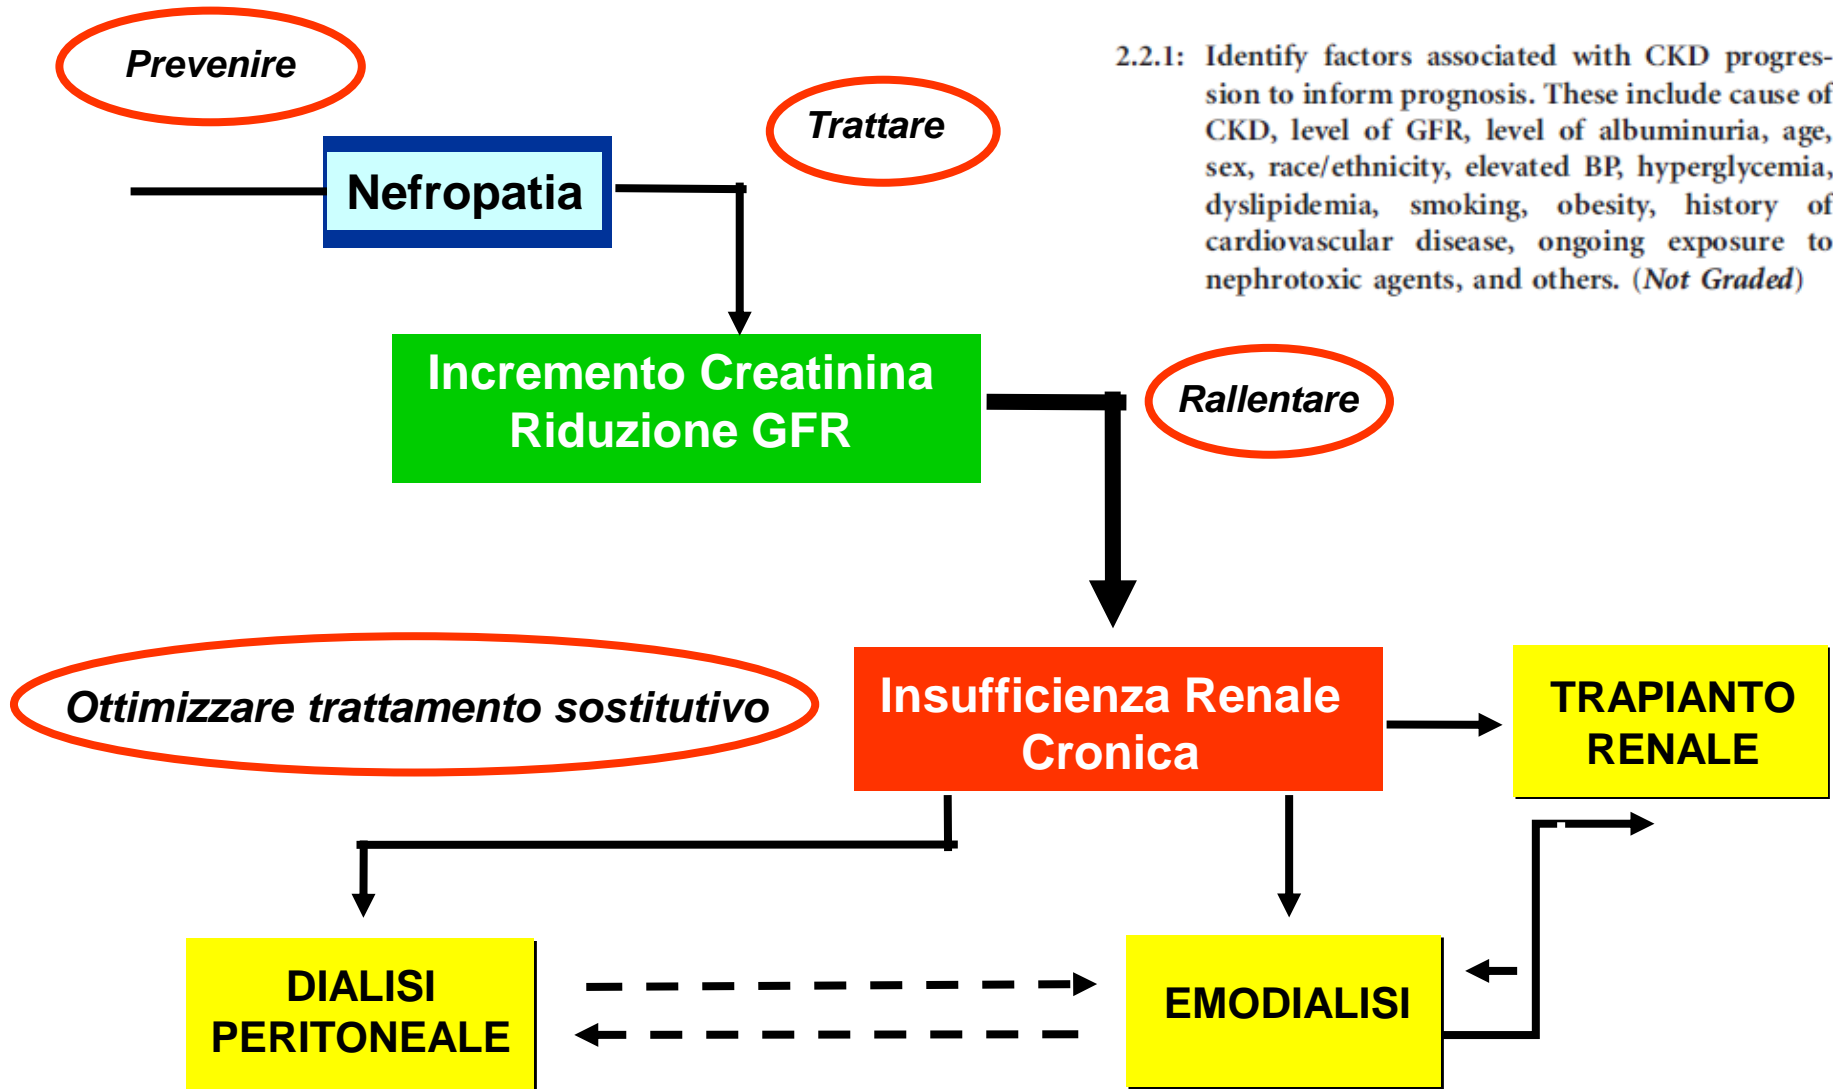 Prevenire
Trattare
2.2.1: Identify factors associated with CKD progres-
sion to inform prognosis. These include cause of
CKD, level of GFR, level of albuminuria, age,
sex, race/ethnicity, elevated BP, hyperglycemia,
dyslipidemia, smoking, obesity, history of
cardiovascular disease, ongoing exposure to
nephrotoxic agents, and others. (Not Graded)
Nefropatia
Incremento Creatinina
Riduzione GFR
Rallentare
Ottimizzare trattamento sostitutivo
Insufficienza Renale
Cronica
TRAPIANTO
RENALE
DIALISI
PERITONEALE
EMODIALISI